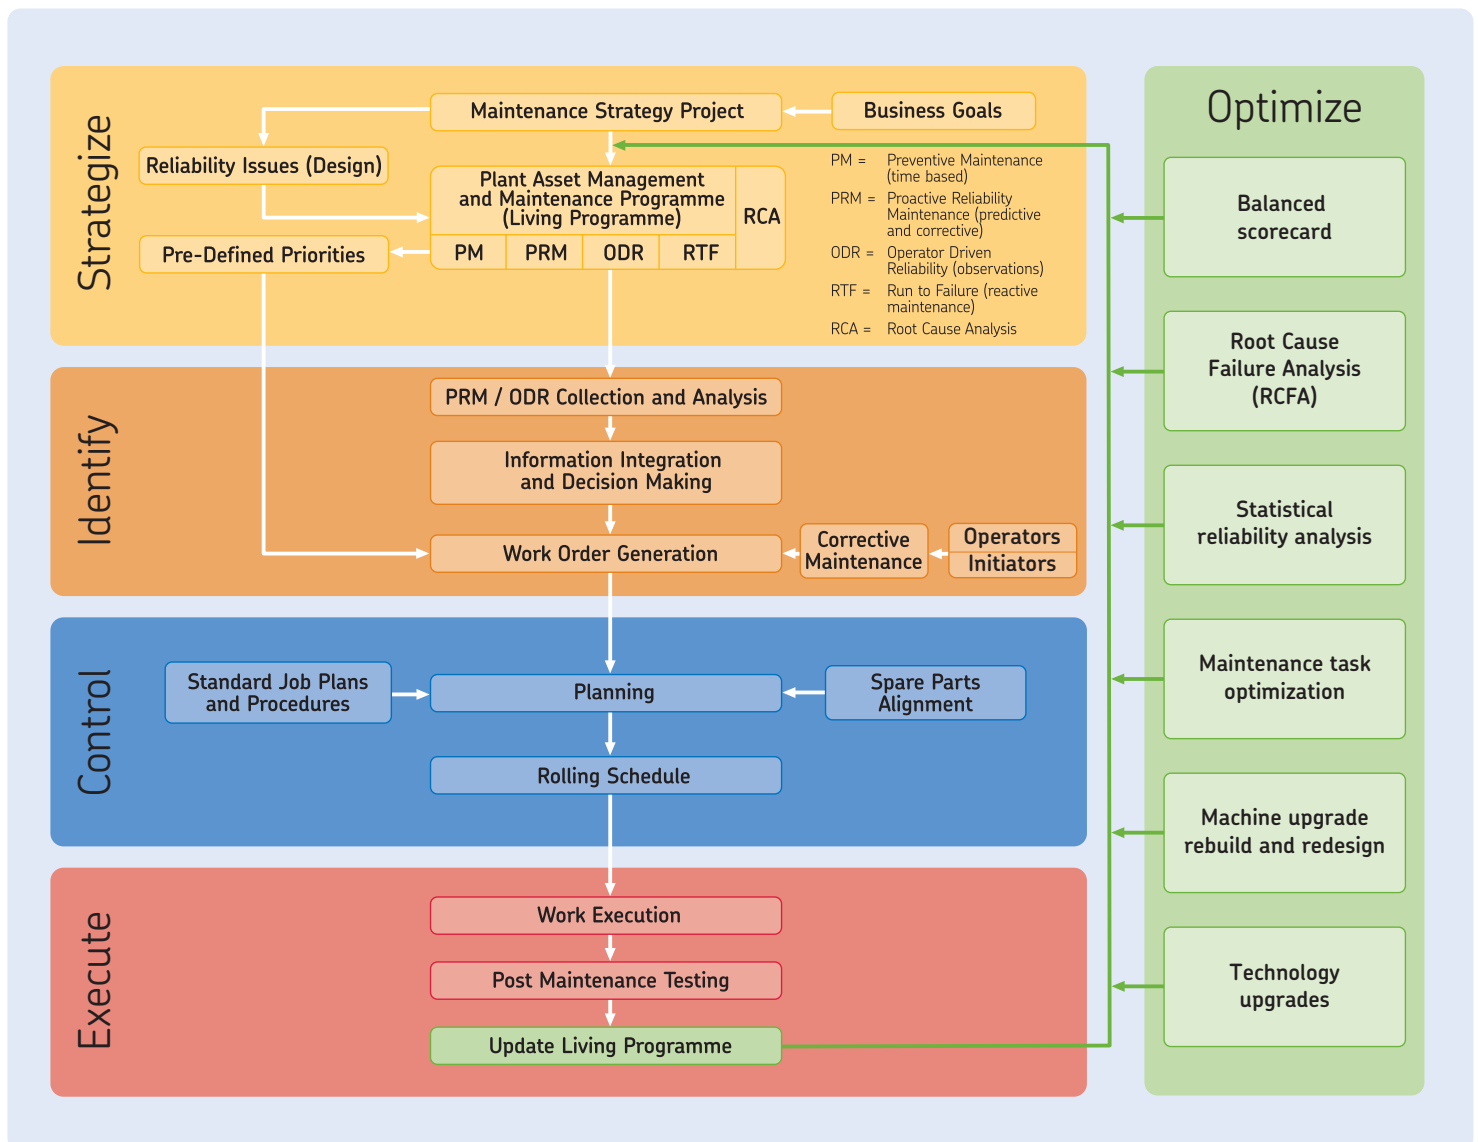 Strategize
Maintenance Strategy Project
Business Goals
Reliability Issues (Design)
Plant Asset Management
and Maintenance Programme
(Living Programme)
RCA
PM
PRM
ODR
RTF
Pre-Defined Priorities
PM = Preventive Maintenance
(time based)
PRM = Proactive Reliability
Maintenance (predictive
and corrective)
ODR = Operator Driven
Reliability (observations)
RTF = Run to Failure (reactive
maintenance)
RCA = Root Cause Analysis
Identify
PRM / ODR Collection and Analysis
Information Integration
and Decision Making
Work Order Generation
Corrective
Maintenance
Operators
Initiators
Control
Standard Job Plans
and Procedures
Planning
Spare Parts
Alignment
Rolling Schedule
Execute
Work Execution
Post Maintenance Testing
Update Living Programme
Optimize
Balanced
scorecard
Root Cause
Failure Analysis
(RCFA)
Statistical
reliability analysis
Maintenance task
optimization
Machine upgrade
rebuild and redesign
Technology
upgrades